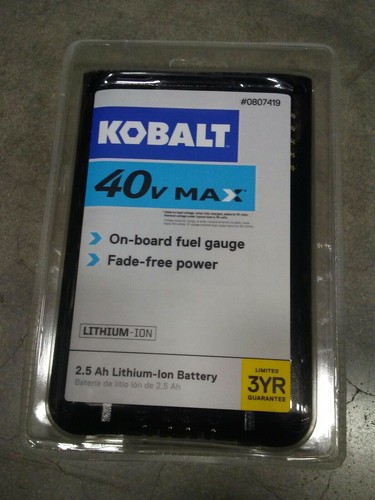 #0807419
KOBALT
40V MAX*
On-board fuel gauge
Fade-free power
LITHIUM-ION
2.5 Ah Lithium-Ion Battery
Batería de litio ión de 2.5 Ah
LIMITED
3YR
GUARANTEE